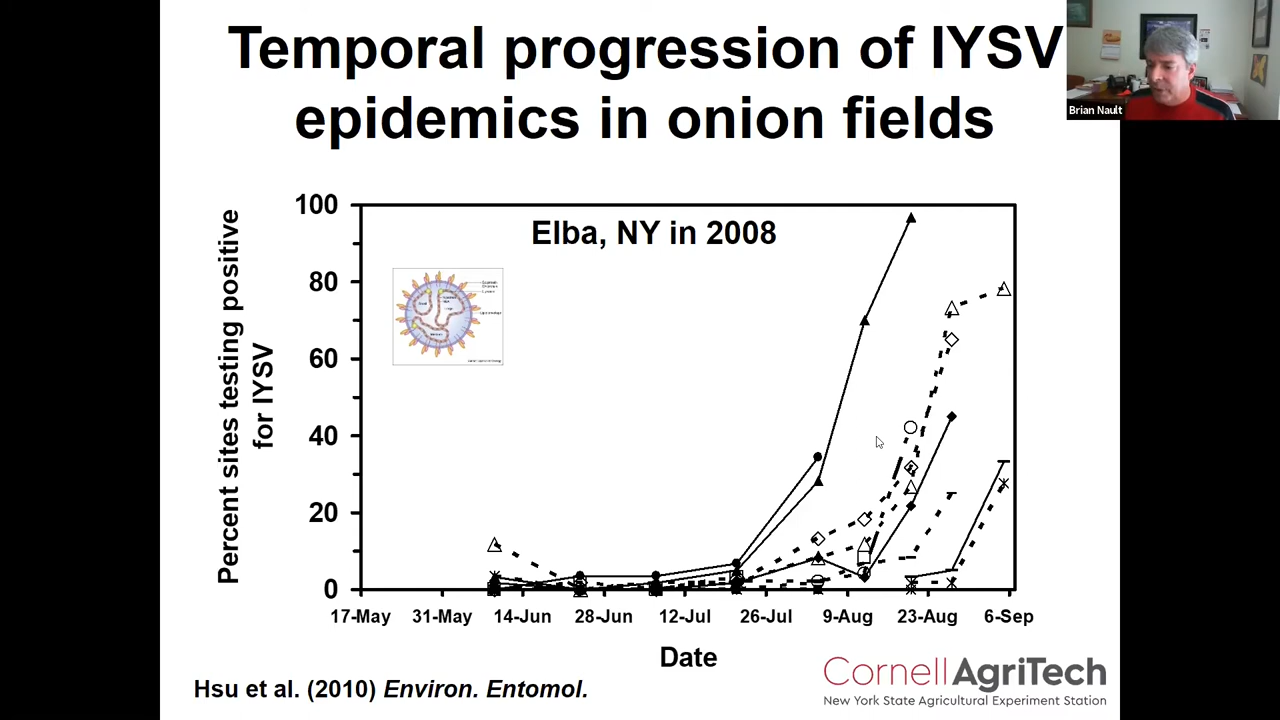 Temporal progression of IYSV
epidemics in onion fields
Brian Nault
Percent sites testing positive
for IYSV
100
80
60
40
20
0
Elba, NY in 2008
17-May 31-May 14-Jun 28-Jun 12-Jul 26-Jul 9-Aug 23-Aug 6-Sep
Date
Hsu et al. (2010) Environ. Entomol.
Cornell AgriTech
New York State Agricultural Experiment Station